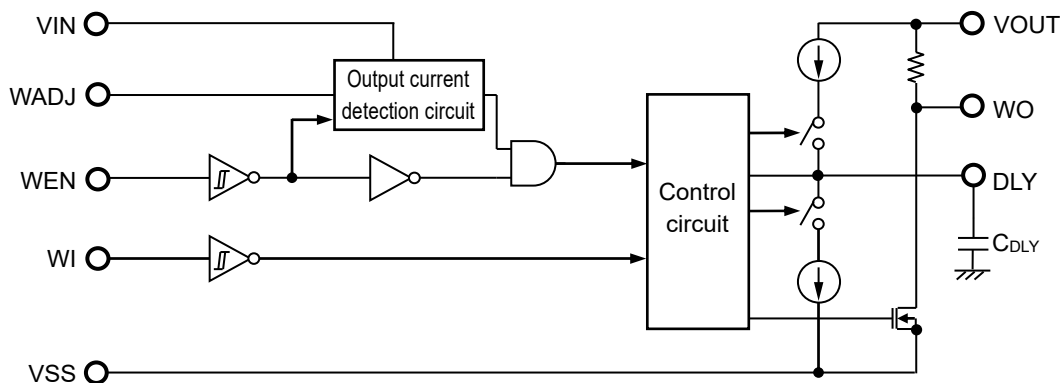 VIN
VOUT
Output current
detection circuit
WADJ
WO
WEN
DLY
Control
circuit
WI
CDLY
VSS